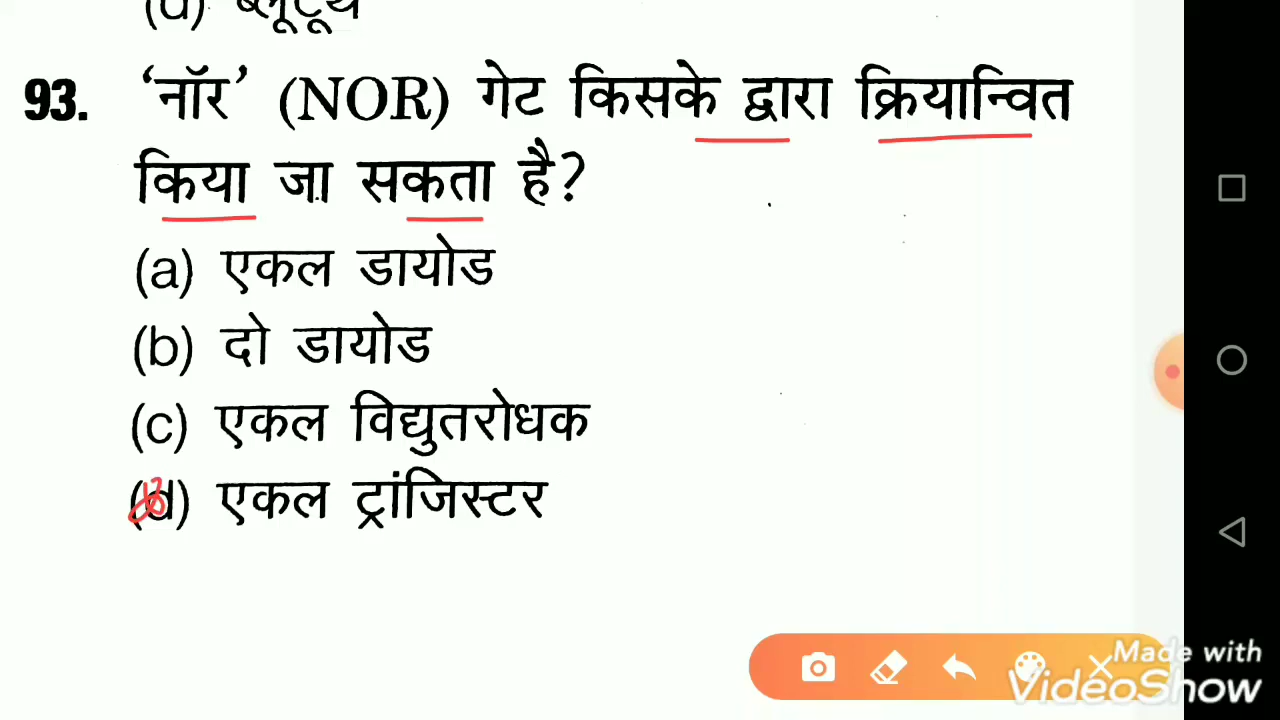 (d) ब्लूटूथ
93. ‘नॉर’ (NOR) गेट किसके द्वारा क्रियान्वित
किया जा सकता है?
(a) एकल डायोड
(b) दो डायोड
(c) एकल विद्युतरोधक
(d) एकल ट्रांजिस्टर
Made with
VideoShow